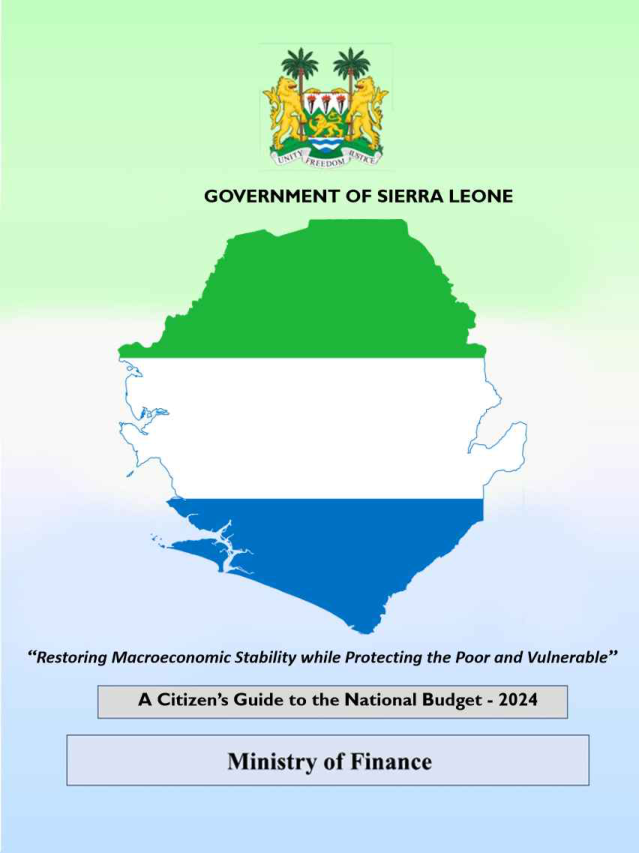 UNITY FREEDOM JUSTICE
GOVERNMENT OF SIERRA LEONE
“Restoring Macroeconomic Stability while Protecting the Poor and Vulnerable”
A Citizen’s Guide to the National Budget - 2024
Ministry of Finance